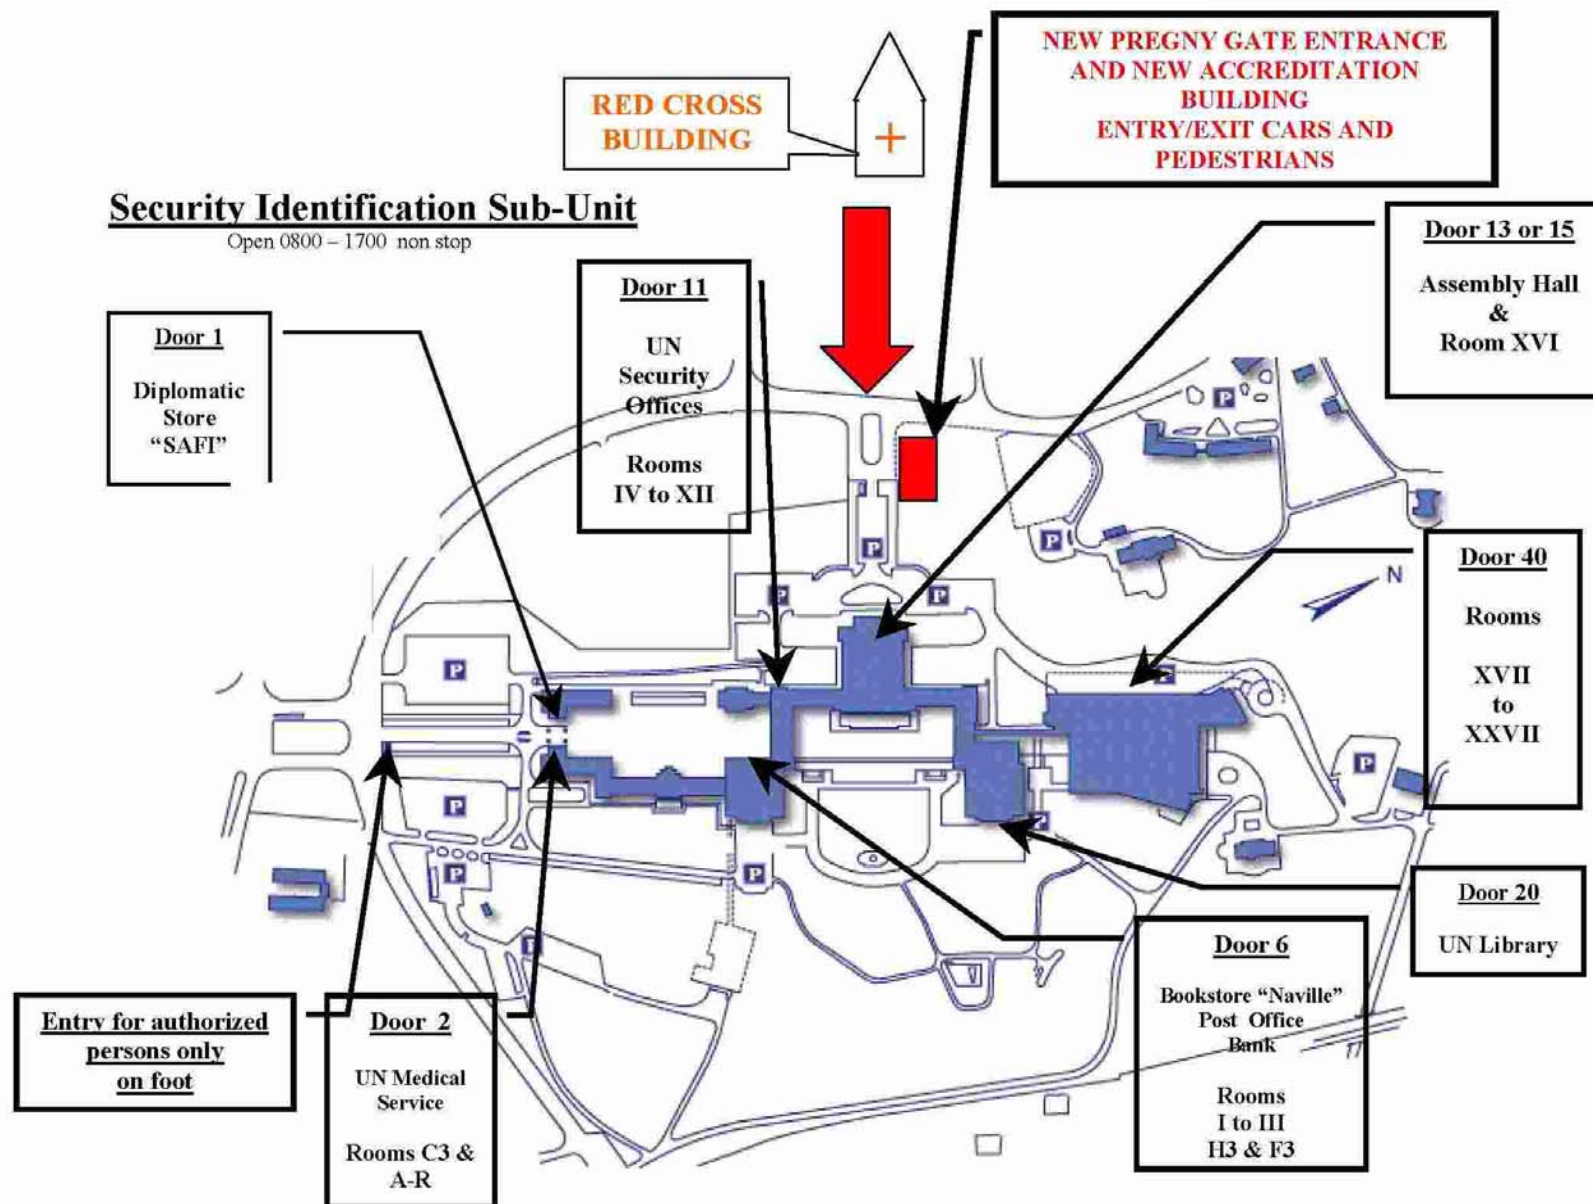 NEW PREGNY GATE ENTRANCE
AND NEW ACCREDITATION
BUILDING
ENTRY/EXIT CARS AND
PEDESTRIANS
RED CROSS
BUILDING
+
Security Identification Sub-Unit
Open 0800 – 1700 non stop
Door 1
Diplomatic
Store
“SAFI”
Door 11
UN
Security
Offices
Rooms
IV to XII
Door 13 or 15
Assembly Hall
&
Room XVI
Door 40
Rooms
XVII
to
XXVII
N
P
P
P
P
P
P
P
P
P
P
P
P
P
P
Door 20
UN Library
Door 6
Bookstore “Naville”
Post Office
Bank
Rooms
I to III
H3 & F3
Entry for authorized
persons only
on foot
Door 2
UN Medical
Service
Rooms C3 &
A-R